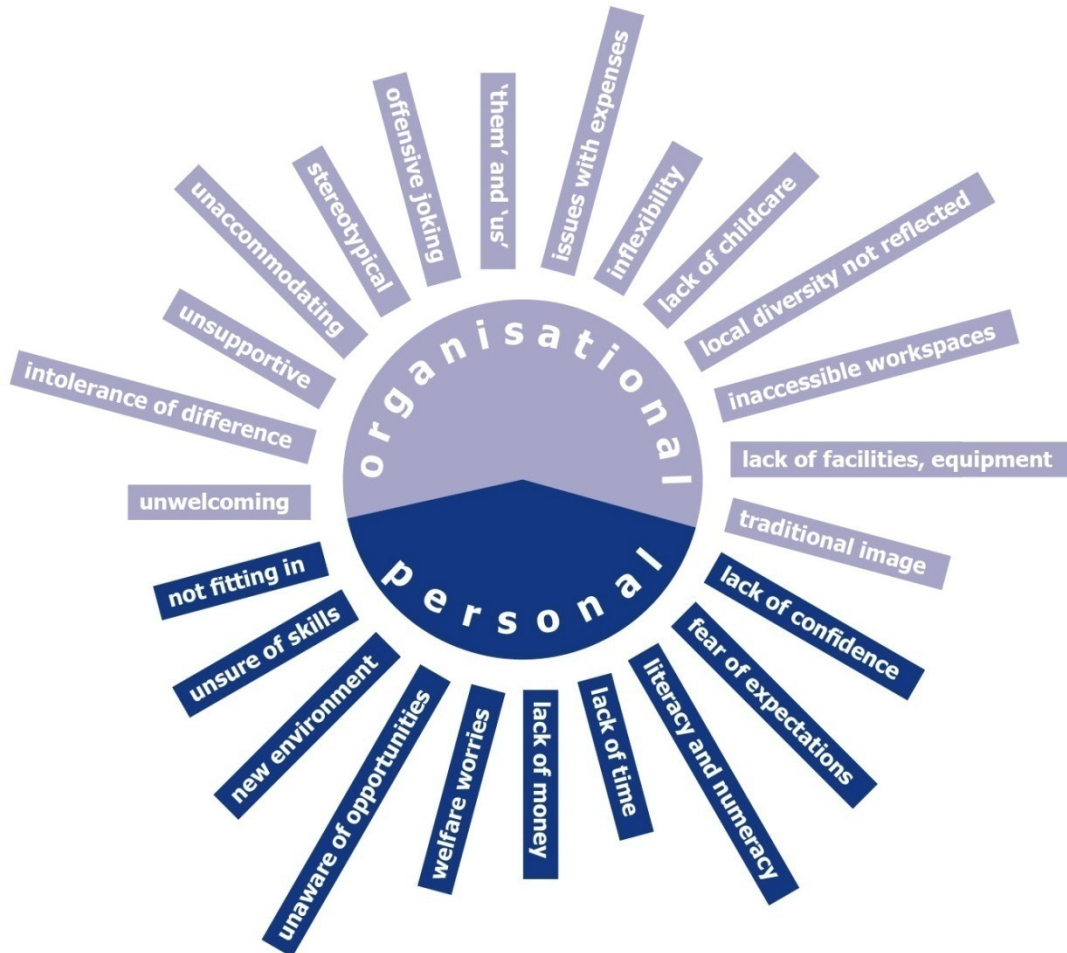 organisational
personal
unwelcoming
intolerance of difference
unsupportive
unaccommodating
stereotypical
offensive joking
‘them’ and ‘us’
issues with expenses
inflexibility
lack of childcare
local diversity not reflected
inaccessible workspaces
lack of facilities, equipment
traditional image
lack of confidence
fear of expectations
literacy and numeracy
lack of time
lack of money
welfare worries
unaware of opportunities
new environment
unsure of skills
not fitting in